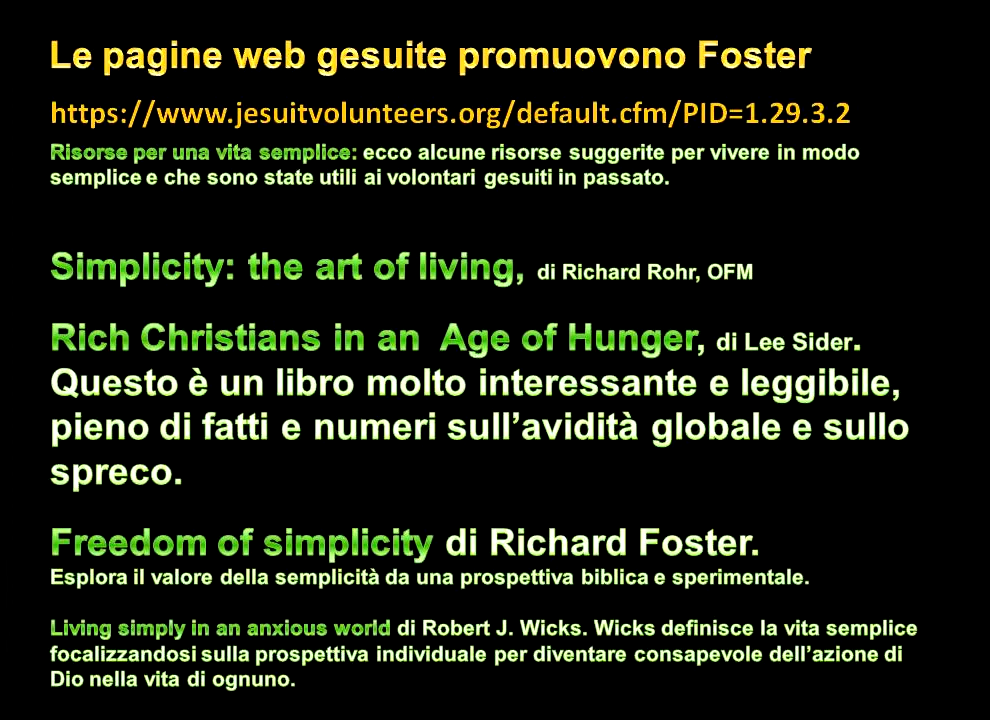 Le pagine web gesuite promuovono Foster
https://www.jesuitvolunteers.org/default.cfm/PID=1.29.3.2
Risorse per una vita semplice: ecco alcune risorse suggerite per vivere in modo
semplice e che sono state utili ai volontari gesuiti in passato.
Simplicity: the art of living, di Richard Rohr, OFM
Rich Christians in an Age of Hunger, di Lee Sider.
Questo è un libro molto interessante e leggibile,
pieno di fatti e numeri sull’avidità globale e sullo
spreco.
Freedom of simplicity di Richard Foster.
Esplora il valore della semplicità da una prospettiva biblica e sperimentale.
Living simply in an anxious world di Robert J. Wicks. Wicks definisce la vita semplice
focalizzandosi sulla prospettiva individuale per diventare consapevole dell’azione di
Dio nella vita di ognuno.